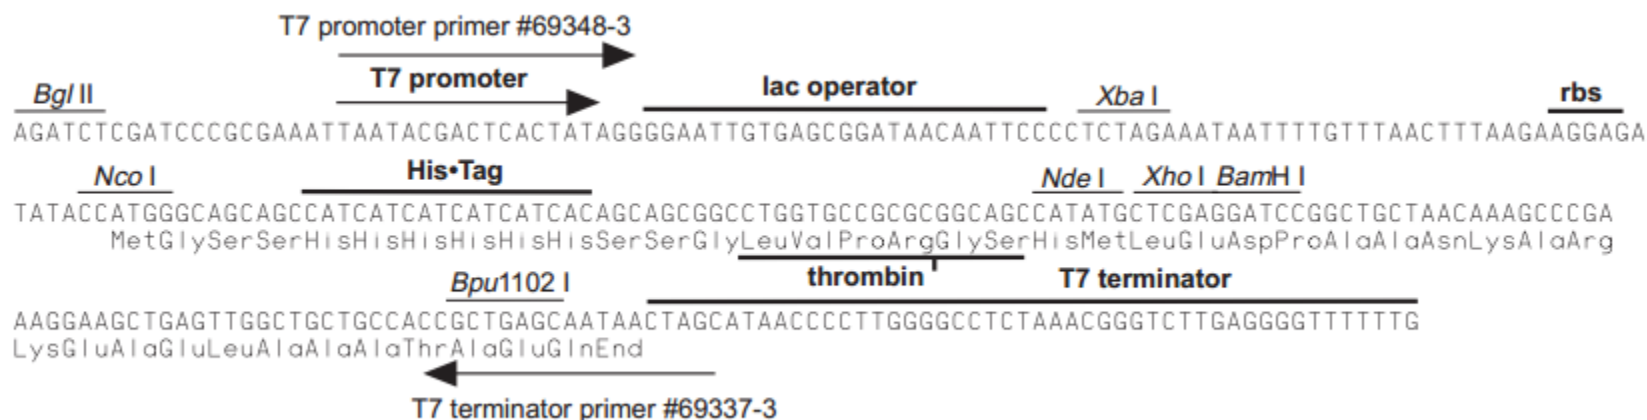 T7 promoter primer #69348-3
T7 promoter
Bgl II
lac operator
Xba I
rbs
AGATCTCGATCCCGCGAAATTAATACGACTCACTATAGGGGAATTGTGAGCGGATAACAATTCCCCTCTAGAAATAATTTTGTTTAACTTTAAGAAGGAGA
Nco I
His•Tag
Nde I
Xho I
BamH I
TATACCATGGGCAGCAGCCATCATCATCATCATCACAGCAGCGGCCTGGTGCCGCGCGGCAGCCATATGCTCGAGGATCCGGCTGCTAACAAAGCCCGA
MetGlySerSerHisHisHisHisHisHisSerSerGlyLeuValProArgGlySerHisMetLeuGluAspProAlaAlaAsnLysAlaArg
thrombin
T7 terminator
Bpu1102 I
AAGGAAGCTGAGTTGGCTGCTGCCACCGCTGAGCAATAACTAGCATAACCCCTTGGGGCCTCTAAACGGGTCTTGAGGGGTTTTTTG
LysGluAlaGluLeuAlaAlaAlaThrAlaGluGlnEnd
T7 terminator primer #69337-3